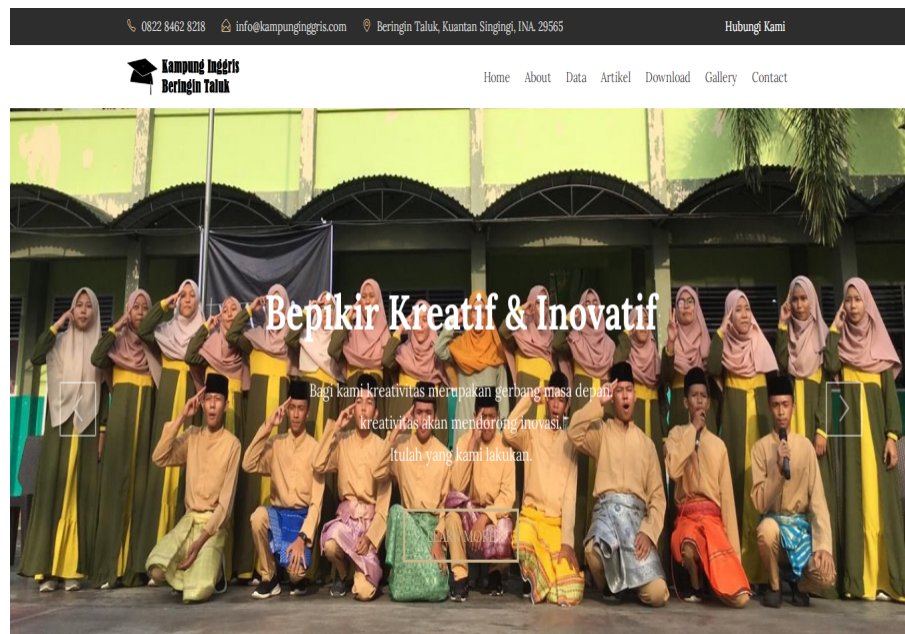 0822 8462 8218 info@kampunginggris.com Beringin Taluk, Kuantan Singingi, INA. 29565 Hubungi Kami
Kampung Inggris
Beringin Taluk
Home About Data Artikel Download Gallery Contact
Bepikir Kreatif & Inovatif
Bagi kami kreativitas merupakan gerbang masa depan,
kreativitas akan mendorong inovasi.
Itulah yang kami lakukan.
LEARN MORE